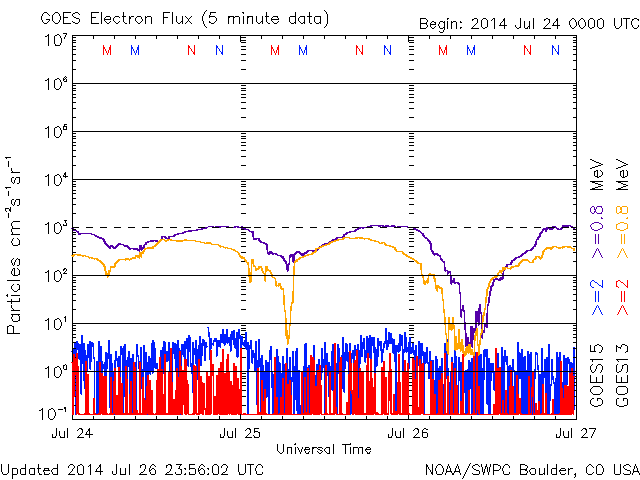 GOES Electron Flux (5 minute data)
Begin: 2014 Jul 24 0000 UTC
M M N N M M N N M M N N
10⁷
10⁶
10⁵
10⁴
10³
10²
10¹
10⁰
10⁻¹
Particles cm⁻²s⁻¹sr⁻¹
Jul 24 Jul 25 Jul 26 Jul 27
Universal Time
GOES15 >=2 >=0.8 MeV
GOES13 >=2 >=0.8 MeV
Updated 2014 Jul 26 23:56:02 UTC
NOAA/SWPC Boulder, CO USA